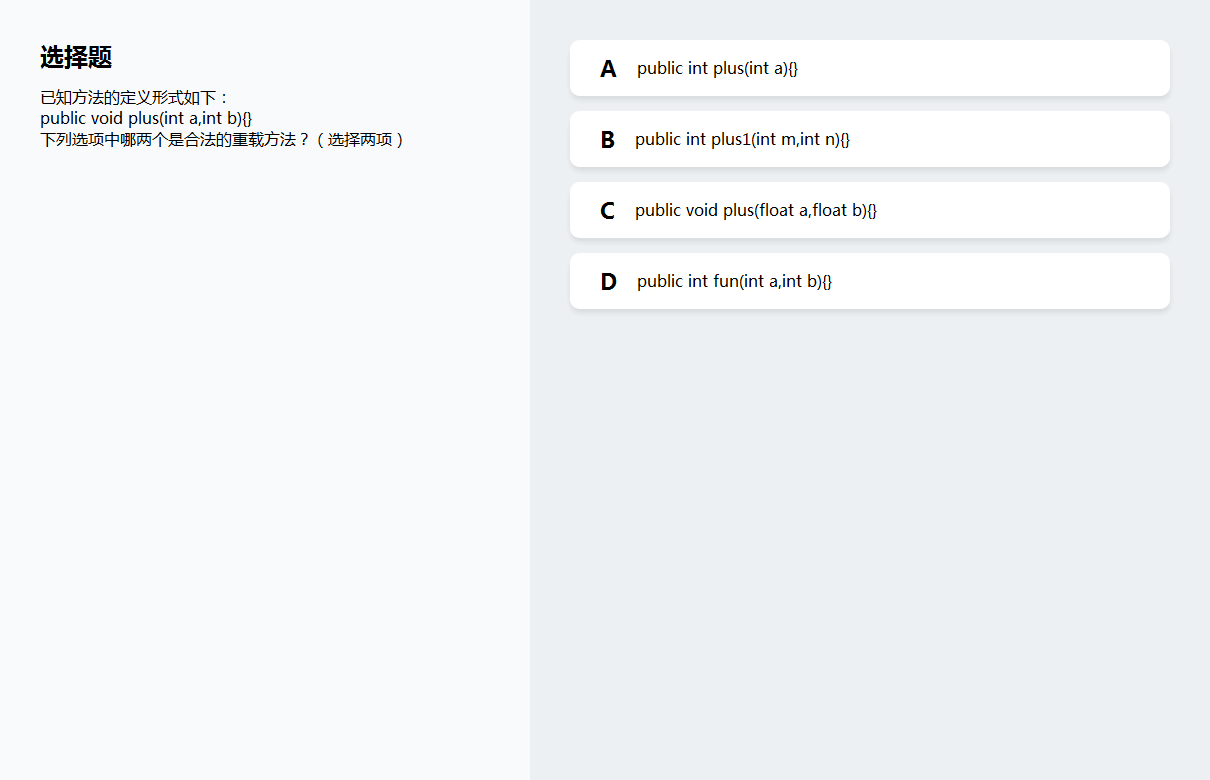 选择题
已知方法的定义形式如下：
public void plus(int a,int b){}
下列选项中哪两个是合法的重载方法？（选择两项）
A public int plus(int a){}
B public int plus1(int m,int n){}
C public void plus(float a,float b){}
D public int fun(int a,int b){}